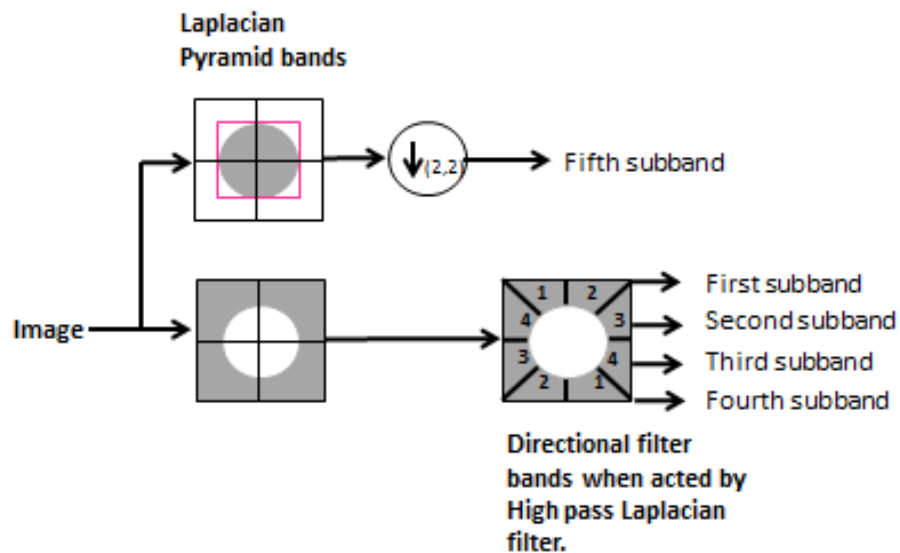 Laplacian
Pyramid bands
(2,2)
Fifth subband
Image
1 2
4 3
3 4
2 1
First subband
Second subband
Third subband
Fourth subband
Directional filter
bands when acted by
High pass Laplacian
filter.